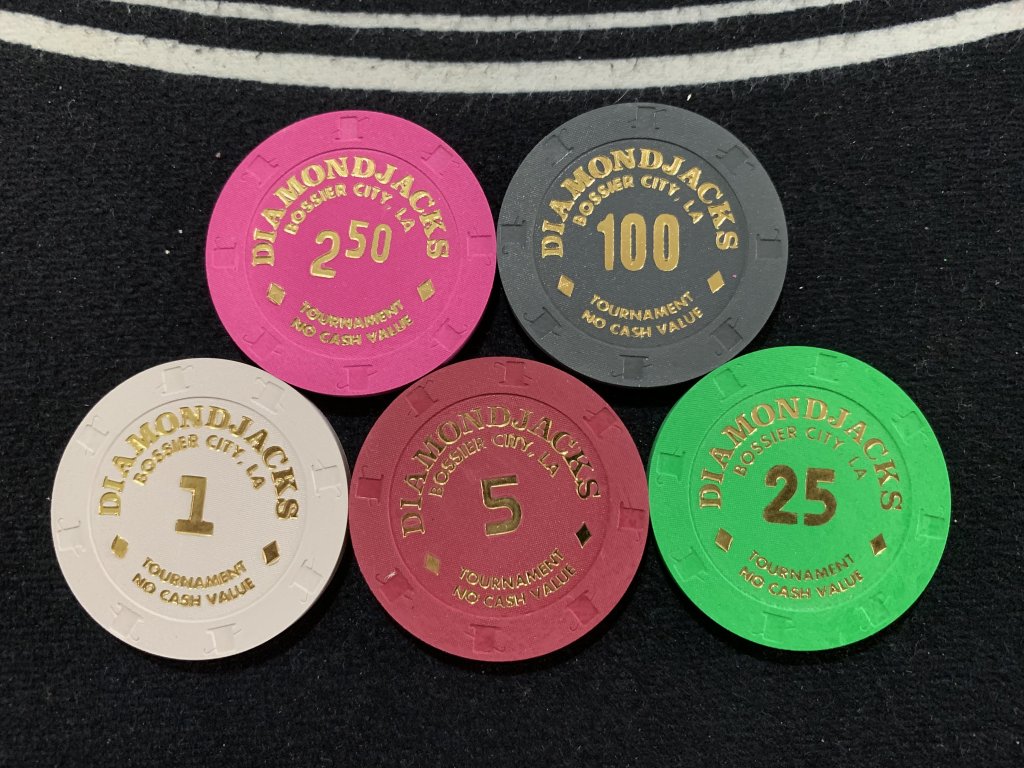 DIAMONDJACKS
BOSSIER CITY, LA
2.50
TOURNAMENT
NO CASH VALUE
DIAMONDJACKS
BOSSIER CITY, LA
100
TOURNAMENT
NO CASH VALUE
DIAMONDJACKS
BOSSIER CITY, LA
1
TOURNAMENT
NO CASH VALUE
DIAMONDJACKS
BOSSIER CITY, LA
5
TOURNAMENT
NO CASH VALUE
DIAMONDJACKS
BOSSIER CITY, LA
25
TOURNAMENT
NO CASH VALUE